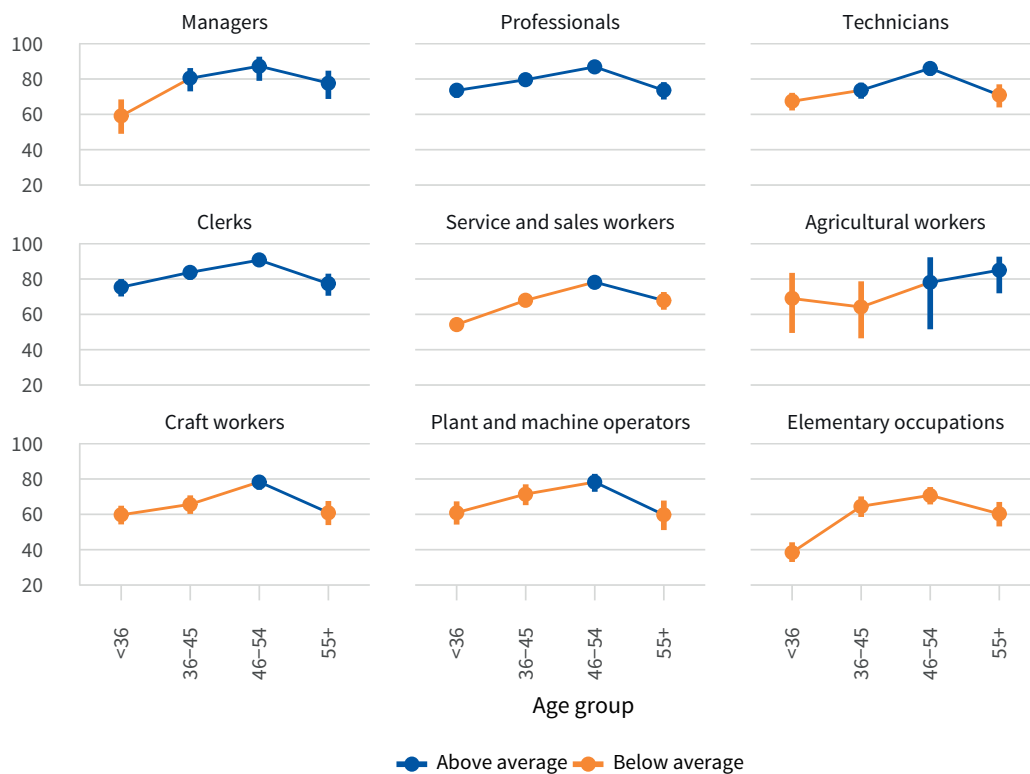 Managers Professionals Technicians
100
80
60
40
20
Clerks Service and sales workers Agricultural workers
100
80
60
40
20
Craft workers Plant and machine operators Elementary occupations
100
80
60
40
20
<36 36–45 46–54 55+ <36 36–45 46–54 55+ <36 36–45 46–54 55+
Age group
Above average Below average